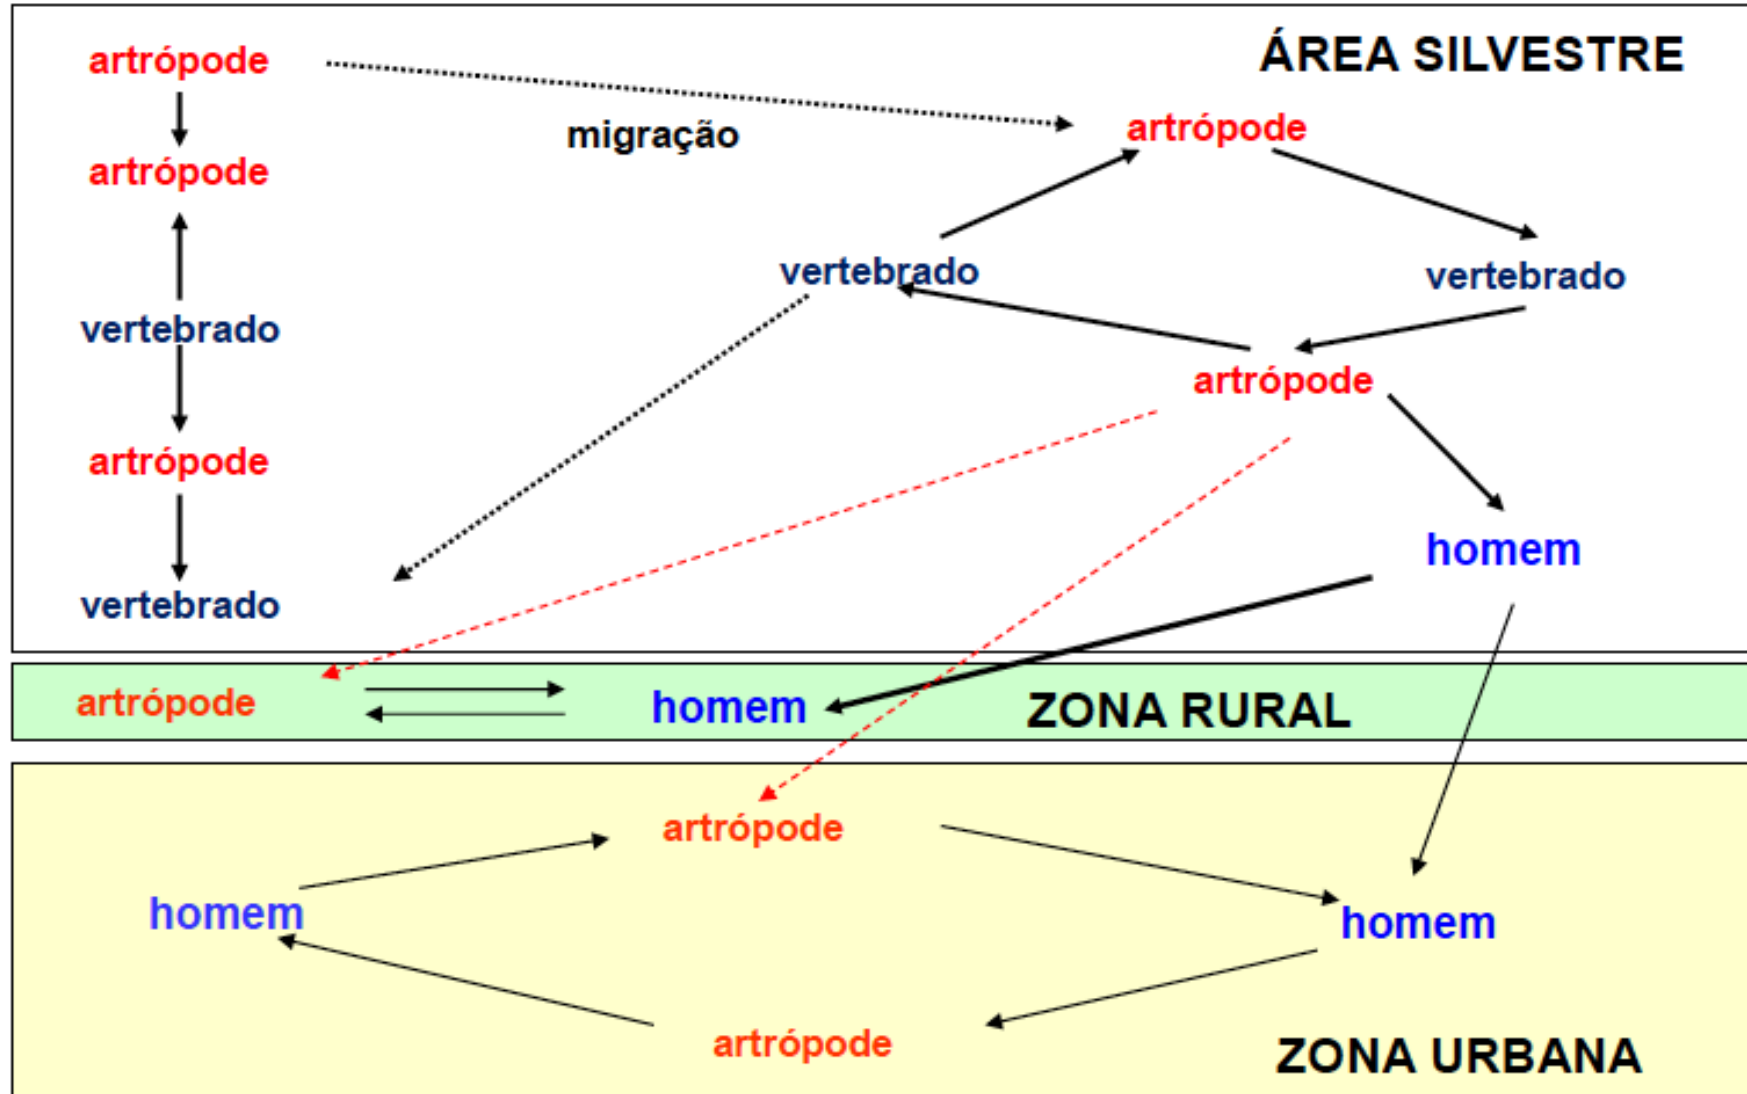 artrópode
ÁREA SILVESTRE
migração
artrópode
artrópode
vertebrado
vertebrado
vertebrado
artrópode
artrópode
homem
vertebrado
artrópode
homem
ZONA RURAL
artrópode
homem
homem
artrópode
ZONA URBANA